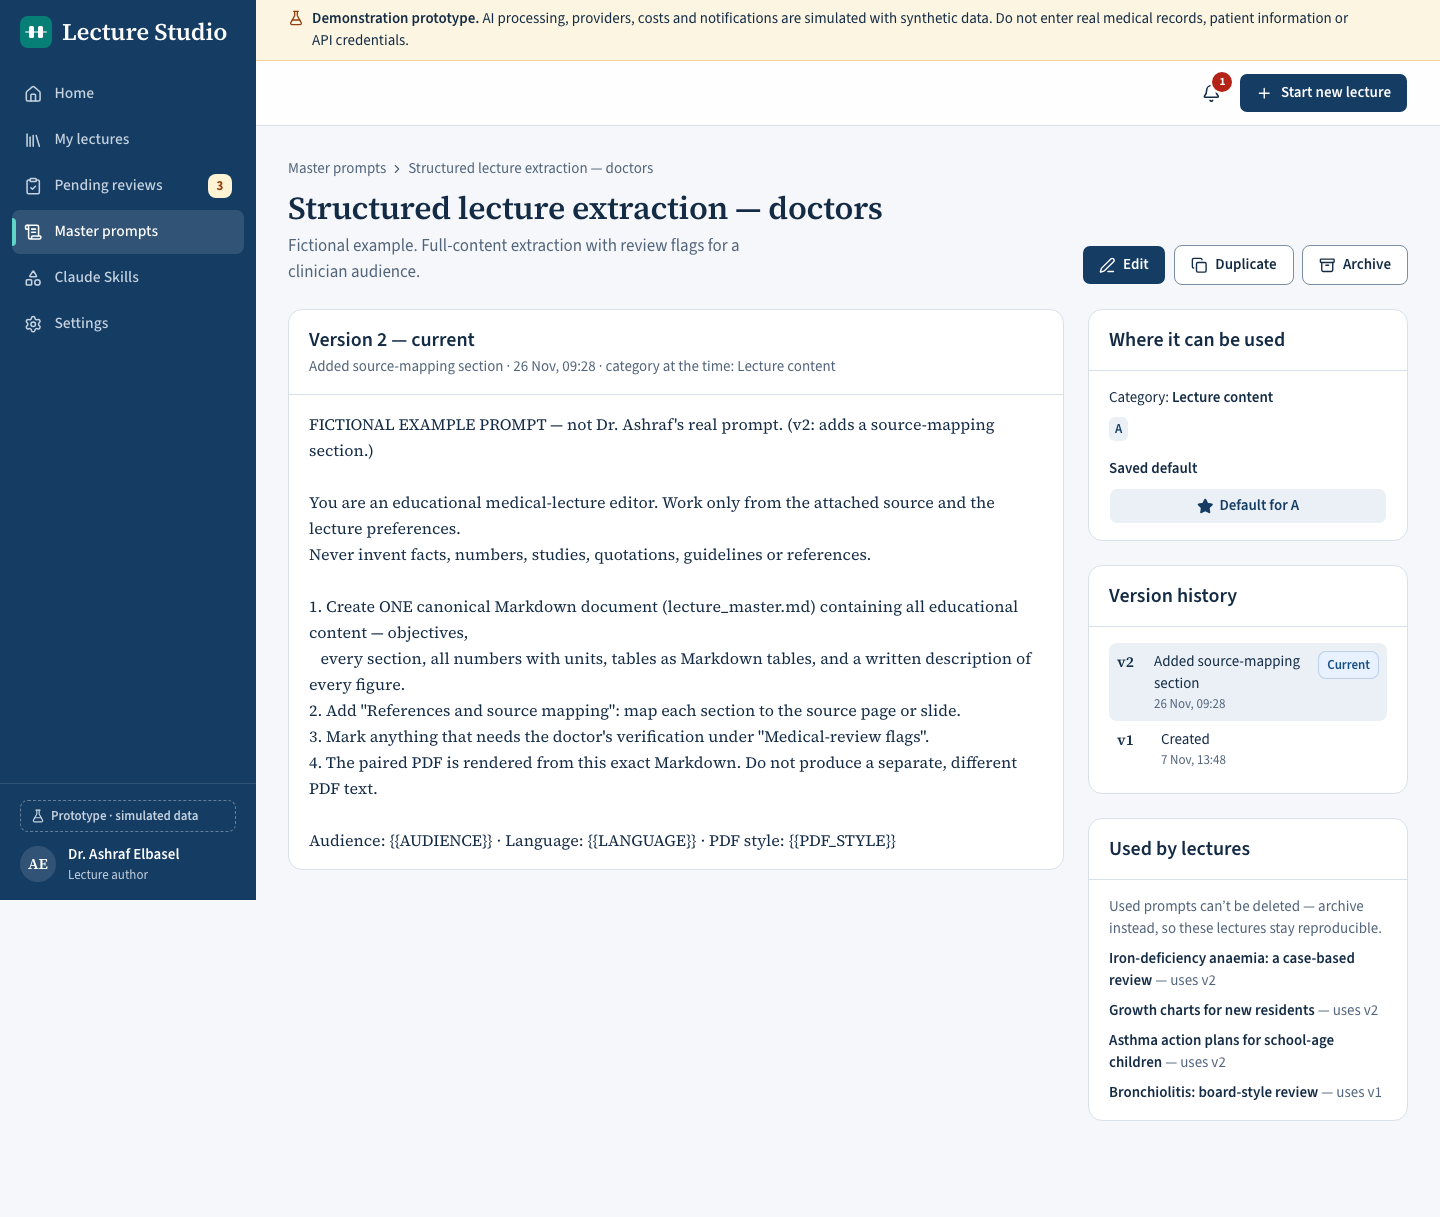 Lecture Studio
Home
My lectures
Pending reviews 3
Master prompts
Claude Skills
Settings
Prototype · simulated data
AE
Dr. Ashraf Elbasel
Lecture author
Demonstration prototype. AI processing, providers, costs and notifications are simulated with synthetic data. Do not enter real medical records, patient information or
API credentials.
1
Start new lecture
Master prompts > Structured lecture extraction — doctors
Structured lecture extraction — doctors
Fictional example. Full-content extraction with review flags for a
clinician audience.
Edit
Duplicate
Archive
Version 2 — current
Added source-mapping section · 26 Nov, 09:28 · category at the time: Lecture content
FICTIONAL EXAMPLE PROMPT — not Dr. Ashraf's real prompt. (v2: adds a source-mapping
section.)
You are an educational medical-lecture editor. Work only from the attached source and the
lecture preferences.
Never invent facts, numbers, studies, quotations, guidelines or references.
1. Create ONE canonical Markdown document (lecture_master.md) containing all educational
content — objectives,
every section, all numbers with units, tables as Markdown tables, and a written description of
every figure.
2. Add "References and source mapping": map each section to the source page or slide.
3. Mark anything that needs the doctor's verification under "Medical-review flags".
4. The paired PDF is rendered from this exact Markdown. Do not produce a separate, different
PDF text.
Audience: {{AUDIENCE}} · Language: {{LANGUAGE}} · PDF style: {{PDF_STYLE}}
Where it can be used
Category: Lecture content
A
Saved default
Default for A
Version history
v2 Added source-mapping Current
section
26 Nov, 09:28
v1 Created
7 Nov, 13:48
Used by lectures
Used prompts can’t be deleted — archive
instead, so these lectures stay reproducible.
Iron-deficiency anaemia: a case-based
review — uses v2
Growth charts for new residents — uses v2
Asthma action plans for school-age
children — uses v2
Bronchiolitis: board-style review — uses v1